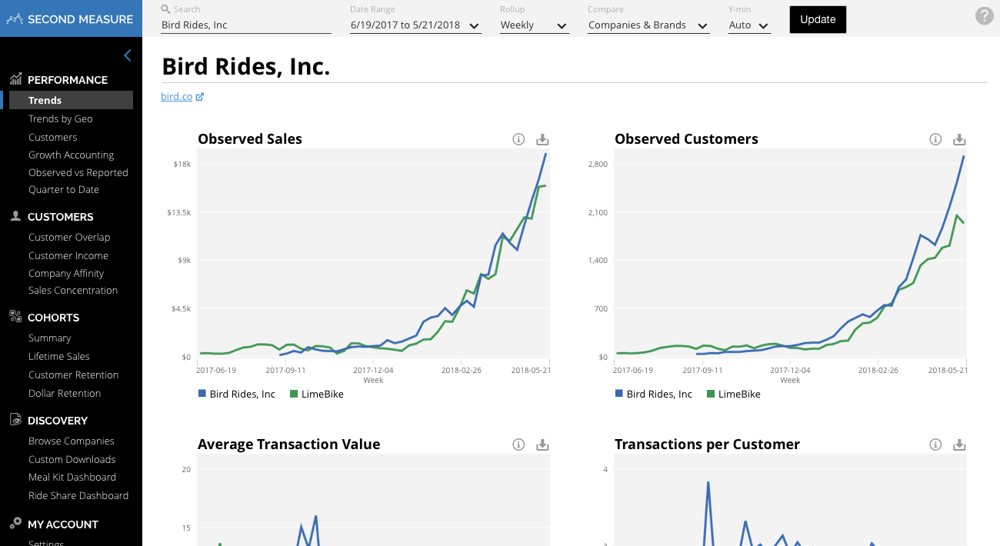 SECOND MEASURE
Search
Bird Rides, Inc
Date Range
6/19/2017 to 5/21/2018
Rollup
Weekly
Compare
Companies & Brands
Y-min
Auto
Update
?
PERFORMANCE
Trends
Trends by Geo
Customers
Growth Accounting
Observed vs Reported
Quarter to Date
CUSTOMERS
Customer Overlap
Customer Income
Company Affinity
Sales Concentration
COHORTS
Summary
Lifetime Sales
Customer Retention
Dollar Retention
DISCOVERY
Browse Companies
Custom Downloads
Meal Kit Dashboard
Ride Share Dashboard
MY ACCOUNT
Settings
Bird Rides, Inc.
bird.co
Observed Sales
$18k
$13.5k
$9k
$4.5k
$0
2017-06-19 2017-09-11 2017-12-04 2018-02-26 2018-05-21
Week
Bird Rides, Inc LimeBike
Observed Customers
2,800
2,100
1,400
700
$0
2017-06-19 2017-09-11 2017-12-04 2018-02-26 2018-05-21
Week
Bird Rides, Inc LimeBike
Average Transaction Value
20
15
Transactions per Customer
4
3